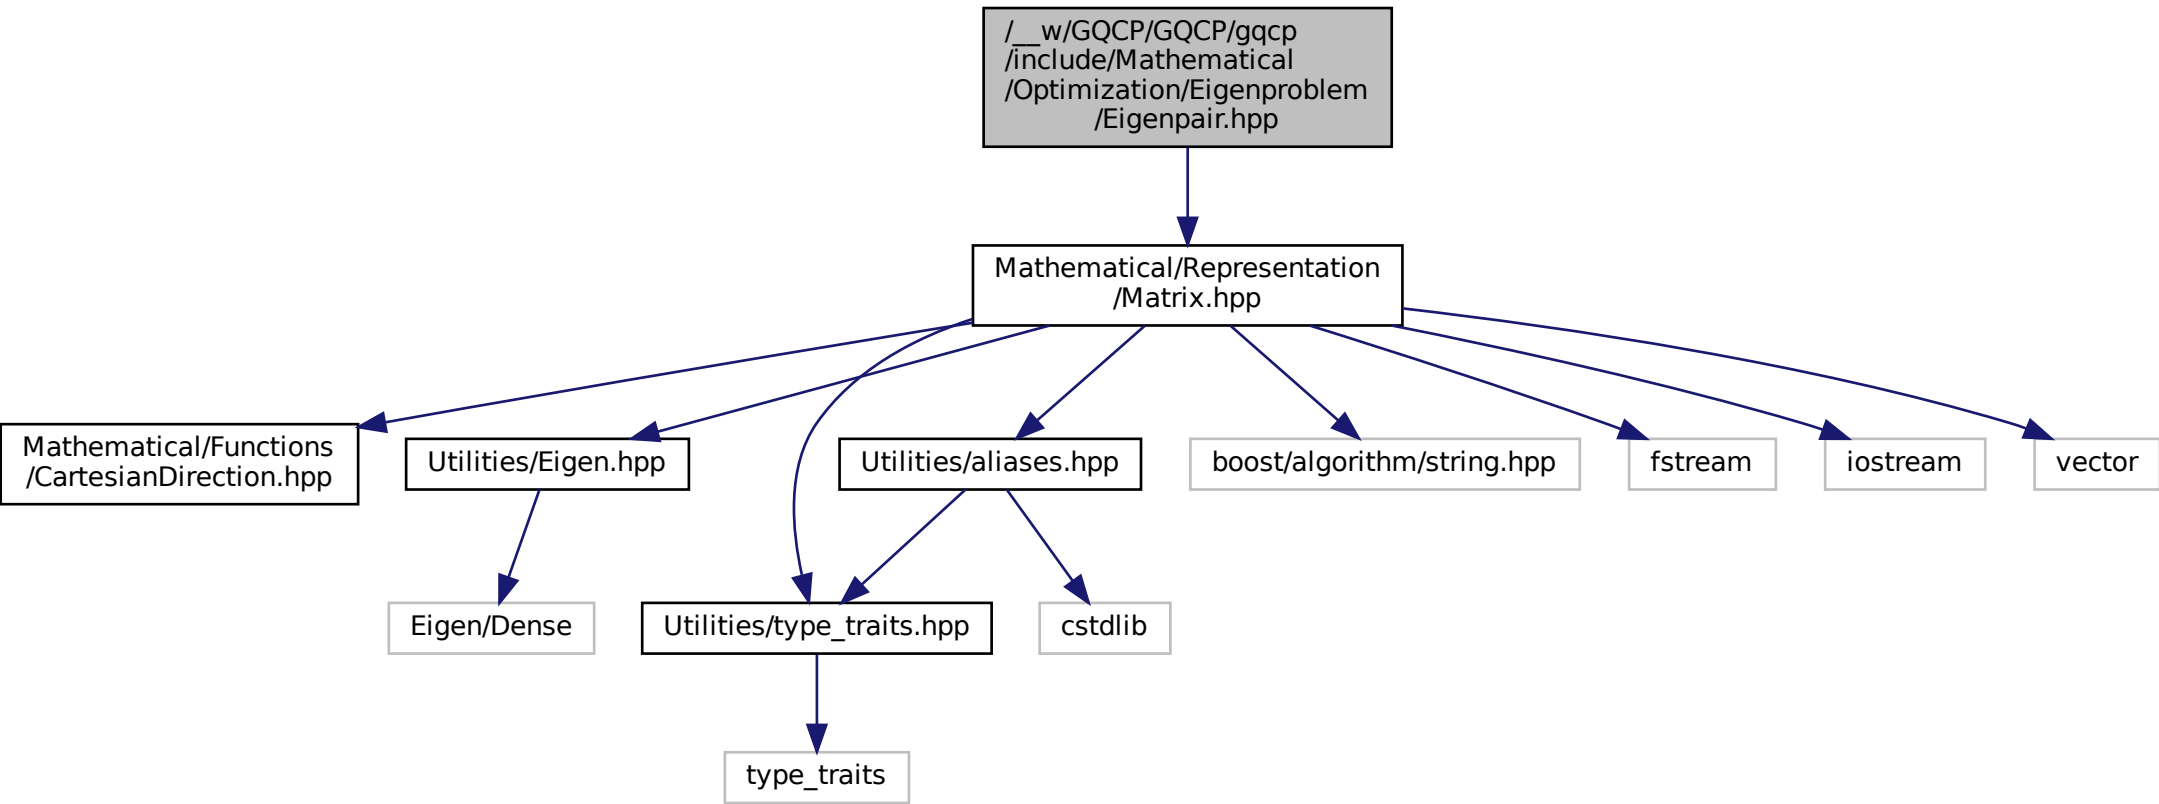 /__w/GQCP/GQCP/gqcp
/include/Mathematical
/Optimization/Eigenproblem
/Eigenpair.hpp
Mathematical/Representation
/Matrix.hpp
Mathematical/Functions
/CartesianDirection.hpp
Utilities/Eigen.hpp
Utilities/aliases.hpp
boost/algorithm/string.hpp
fstream
iostream
vector
Eigen/Dense
Utilities/type_traits.hpp
cstdlib
type_traits